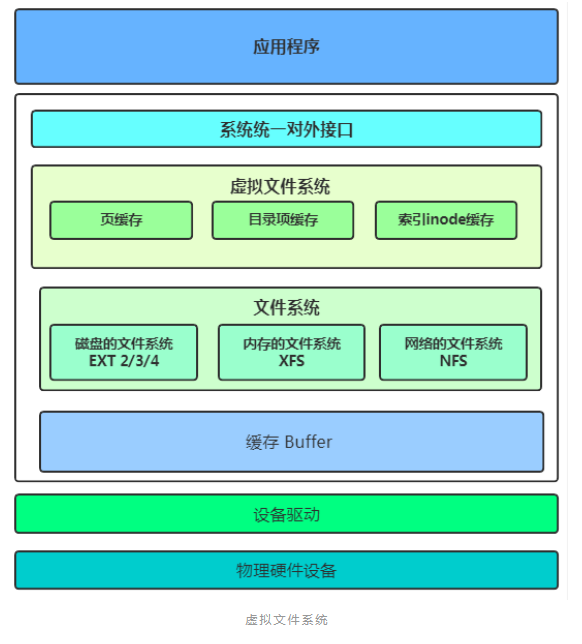 应用程序
系统统一对外接口
虚拟文件系统
页缓存
目录项缓存
索引inode缓存
文件系统
磁盘的文件系统
EXT 2/3/4
内存的文件系统
XFS
网络的文件系统
NFS
缓存 Buffer
设备驱动
物理硬件设备
虚拟文件系统